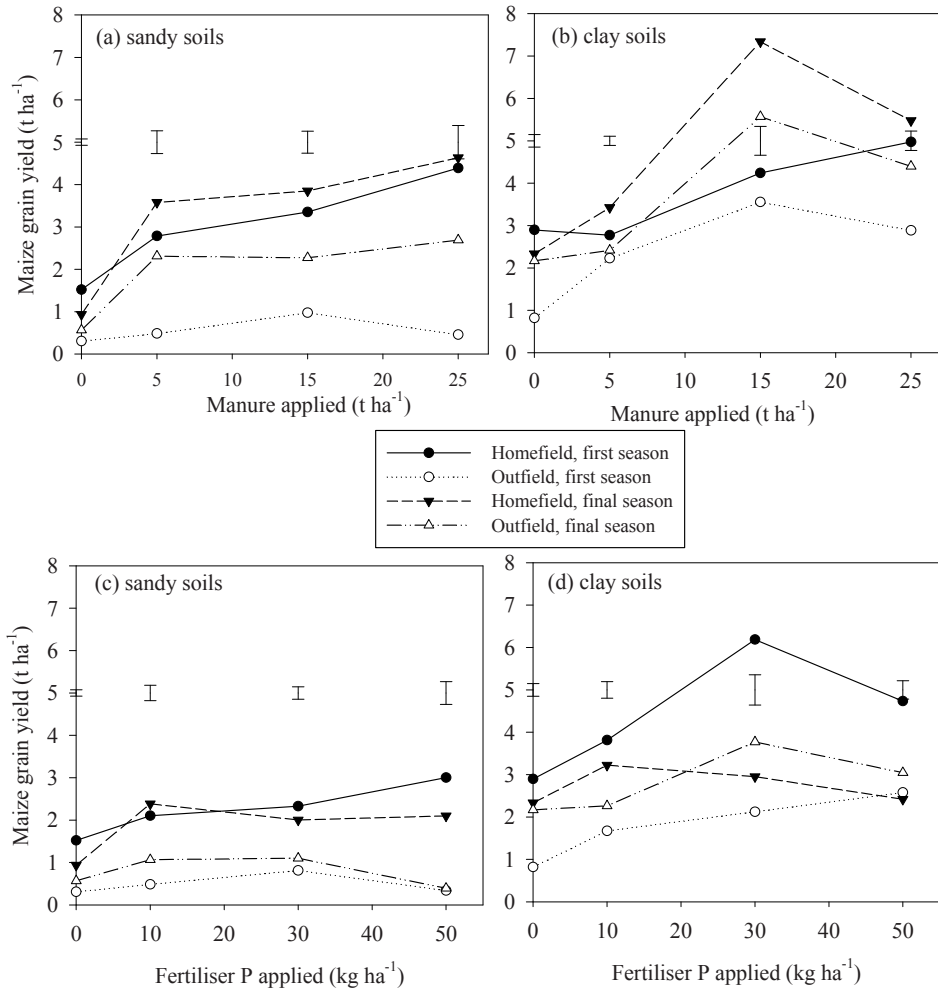 (a) sandy soils
Maize grain yield (t ha-1)
8
7
6
5
4
3
2
1
0
0 5 10 15 20 25
Manure applied (t ha-1)
(b) clay soils
8
7
6
5
4
3
2
1
0
0 5 10 15 20 25
Manure applied (t ha-1)
Homefield, first season
Outfield, first season
Homefield, final season
Outfield, final season
(c) sandy soils
Maize grain yield (t ha-1)
8
7
6
5
4
3
2
1
0
0 10 20 30 40 50
Fertiliser P applied (kg ha-1)
(d) clay soils
8
7
6
5
4
3
2
1
0
0 10 20 30 40 50
Fertiliser P applied (kg ha-1)